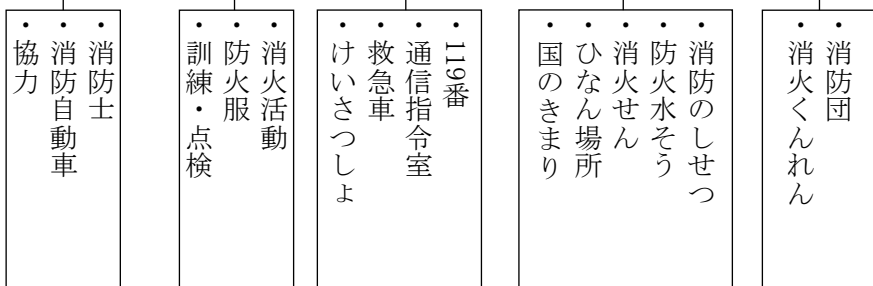 ・消防団
・消火くんれん
・消防のしせつ
・防火水そう
・消火せん
・ひなん場所
・国のきまり
・119番
・通信指令室
・救急車
・けいさつしょ
・消火活動
・防火服
・訓練・点検
・消防士
・消防自動車
・協力